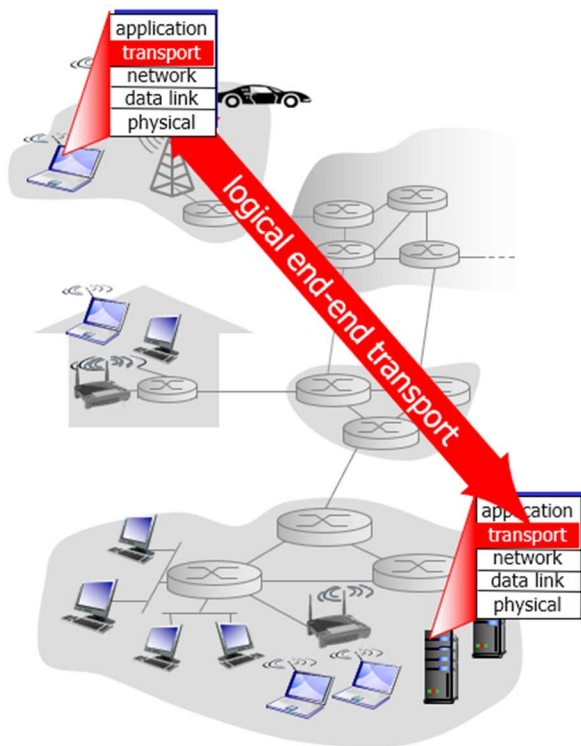 application
transport
network
data link
physical
logical end-end transport
application
transport
network
data link
physical